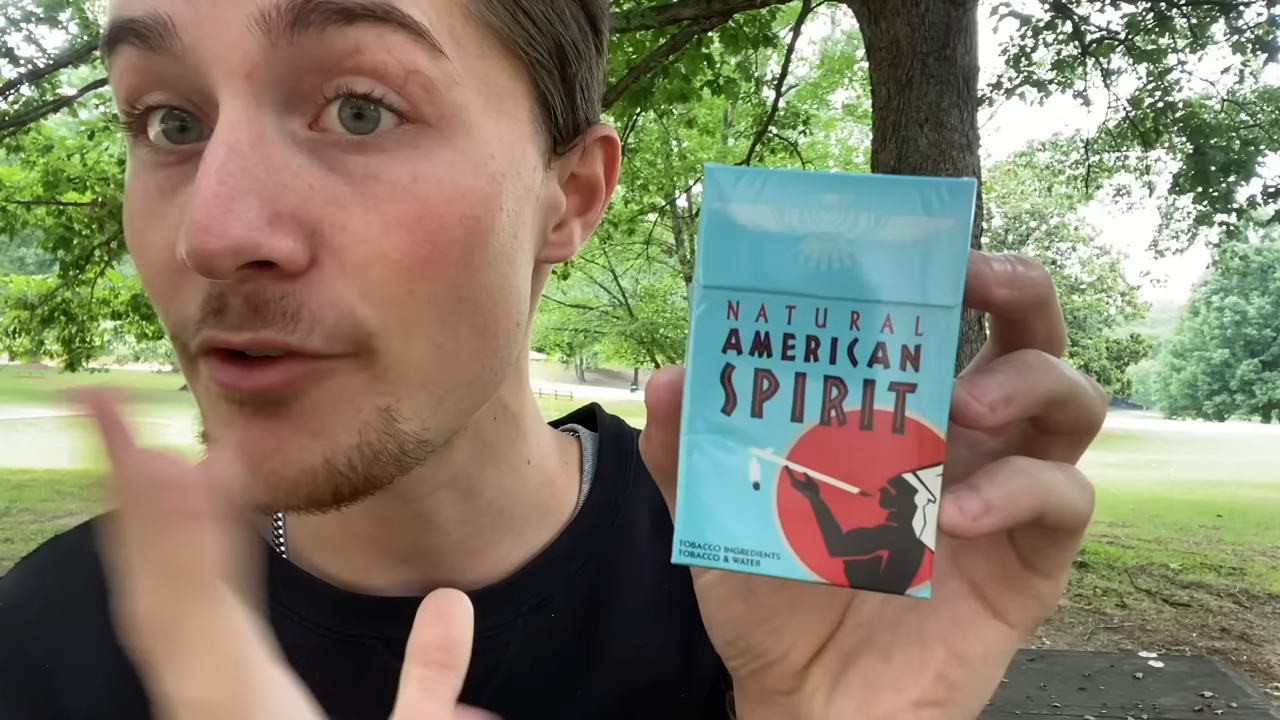 NATURAL
AMERICAN
SPIRIT
TOBACCO INGREDIENTS
TOBACCO & WATER